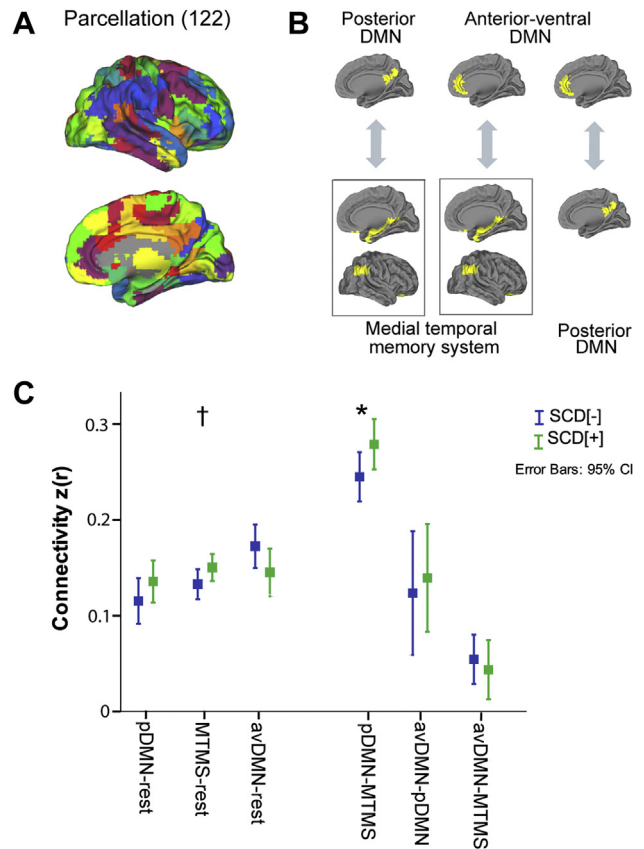 A
Parcellation (122)
B
Posterior
DMN
Anterior-ventral
DMN
Medial temporal
memory system
Posterior
DMN
C
Connectivity z(r)
0.3
0.2
0.1
0
†
*
SCD[-]
SCD[+]
Error Bars: 95% CI
pDMN-rest
MTMS-rest
avDMN-rest
pDMN-MTMS
avDMN-pDMN
avDMN-MTMS